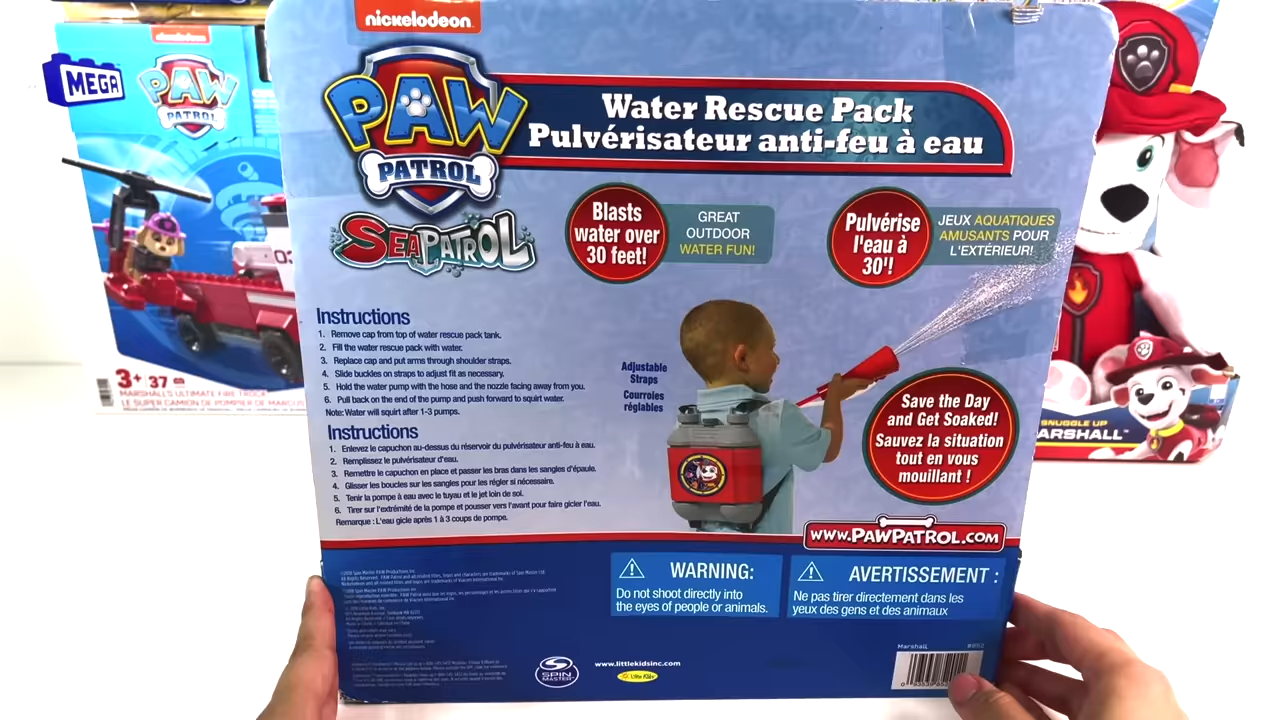 nickelodeon
PAW
PATROL
Water Rescue Pack
Pulvérisateur anti-feu à eau
SEA PATROL
Blasts
water over
30 feet!
GREAT
OUTDOOR
WATER FUN!
Pulvérise
l'eau à
30'!
JEUX AQUATIQUES
AMUSANTS POUR
L'EXTÉRIEUR!
Instructions
1. Remove cap from top of water rescue pack tank.
2. Fill the water rescue pack with water.
3. Replace cap and put arms through shoulder straps.
4. Slide buckles on straps to adjust fit as necessary.
5. Hold the water pump with the hose and the nozzle facing away from you.
6. Pull back on the end of the pump and push forward to squirt water.
Note: Water will squirt after 1-3 pumps.
Instructions
1. Enlevez le capuchon au-dessus du réservoir du pulvérisateur anti-feu à eau.
2. Remplissez le pulvérisateur d'eau.
3. Remettre le capuchon en place et passer les bras dans les sangles d'épaule.
4. Glisser les boucles sur les sangles pour les régler si nécessaires.
5. Tenir la pompe à eau avec le tuyau et le jet loin de soi.
6. Tirer sur l'extrémité de la pompe et pousser vers l'avant pour faire gicler l'eau.
Remarque : L'eau gicle après 1 à 3 coups de pompe.
Adjustable
Straps
Courroies
réglables
Save the Day
and Get Soaked!
Sauvez la situation
tout en vous
mouillant !
www.PAWPATROL.COM
WARNING:
Do not shoot directly into
the eyes of people or animals.
AVERTISSEMENT :
Ne pas tirer directement dans les
yeux des gens et des animaux
SPIN
MASTER
www.littlekidsinc.com
Little Kids
Marshall
MEGA
nickelodeon
PAW
PATROL
3+ 37
MARSHALL'S ULTIMATE FIRE TRUCK
LE SUPER CAMION DE POMPIER DE MARCUS
SNUGGLE UP
ARSHALL™